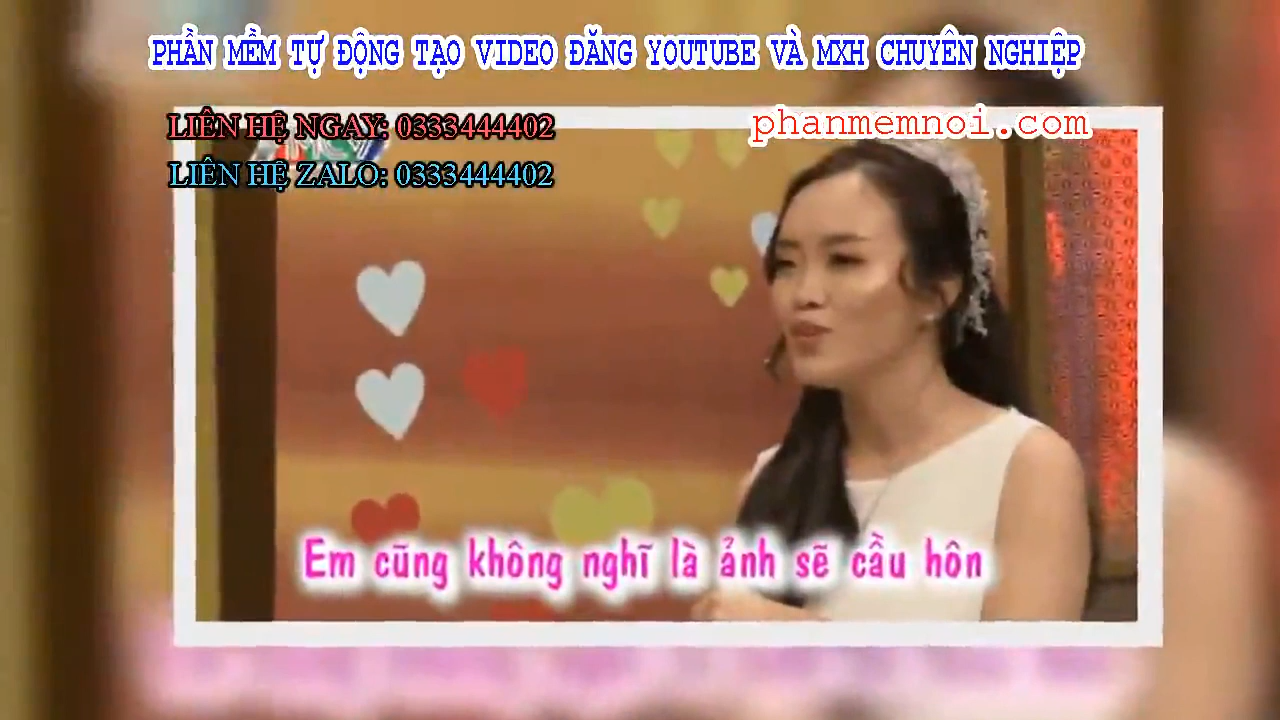 PHẦN MỀM TỰ ĐỘNG TẠO VIDEO ĐĂNG YOUTUBE VÀ MXH CHUYÊN NGHIỆP
LIÊN HỆ NGAY: 0333444402
phanmemnoi.com
LIÊN HỆ ZALO: 0333444402
Em cũng không nghĩ là ảnh sẽ cầu hôn